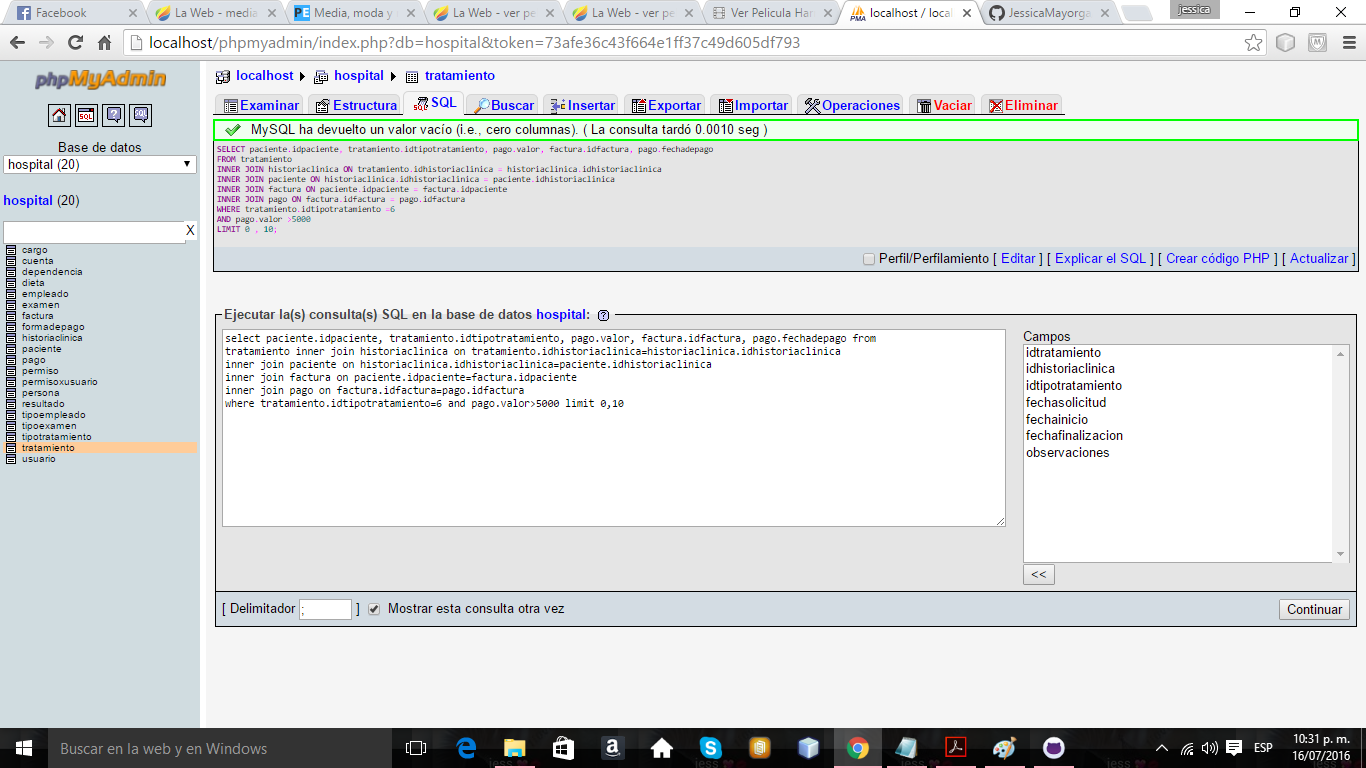 Facebook
La Web - media
Media, moda y
La Web - ver pe
La Web - ver pe
Ver Pelicula Har
localhost / local
JessicaMayorga
jessica
localhost/phpmyadmin/index.php?db=hospital&token=73afe36c43f664e1ff37c49d605df793
phpMyAdmin
Base de datos
hospital (20)
hospital (20)
X
cargo
cuenta
dependencia
dieta
empleado
examen
factura
formadepago
historiaclinica
paciente
pago
permiso
permisoxusuario
persona
resultado
tipoempleado
tipoexamen
tipotratamiento
tratamiento
usuario
localhost hospital tratamiento
Examinar Estructura SQL Buscar Insertar Exportar Importar Operaciones Vaciar Eliminar
MySQL ha devuelto un valor vacío (i.e., cero columnas). ( La consulta tardó 0.0010 seg )
SELECT paciente.idpaciente, tratamiento.idtipotratamiento, pago.valor, factura.idfactura, pago.fechadepago
FROM tratamiento
INNER JOIN historiaclinica ON tratamiento.idhistoriaclinica = historiaclinica.idhistoriaclinica
INNER JOIN paciente ON historiaclinica.idhistoriaclinica = paciente.idhistoriaclinica
INNER JOIN factura ON paciente.idpaciente = factura.idpaciente
INNER JOIN pago ON factura.idfactura = pago.idfactura
WHERE tratamiento.idtipotratamiento =6
AND pago.valor >5000
LIMIT 0 , 10;
Perfil/Perfilamiento [ Editar ] [ Explicar el SQL ] [ Crear código PHP ] [ Actualizar ]
Ejecutar la(s) consulta(s) SQL en la base de datos hospital:
select paciente.idpaciente, tratamiento.idtipotratamiento, pago.valor, factura.idfactura, pago.fechadepago from
tratamiento inner join historiaclinica on tratamiento.idhistoriaclinica=historiaclinica.idhistoriaclinica
inner join paciente on historiaclinica.idhistoriaclinica=paciente.idhistoriaclinica
inner join factura on paciente.idpaciente=factura.idpaciente
inner join pago on factura.idfactura=pago.idfactura
where tratamiento.idtipotratamiento=6 and pago.valor>5000 limit 0,10
Campos
idtratamiento
idhistoriaclinica
idtipotratamiento
fechasolicitud
fechainicio
fechafinalizacion
observaciones
<<
[ Delimitador ; ] Mostrar esta consulta otra vez
Continuar
Buscar en la web y en Windows
ESP
10:31 p. m.
16/07/2016